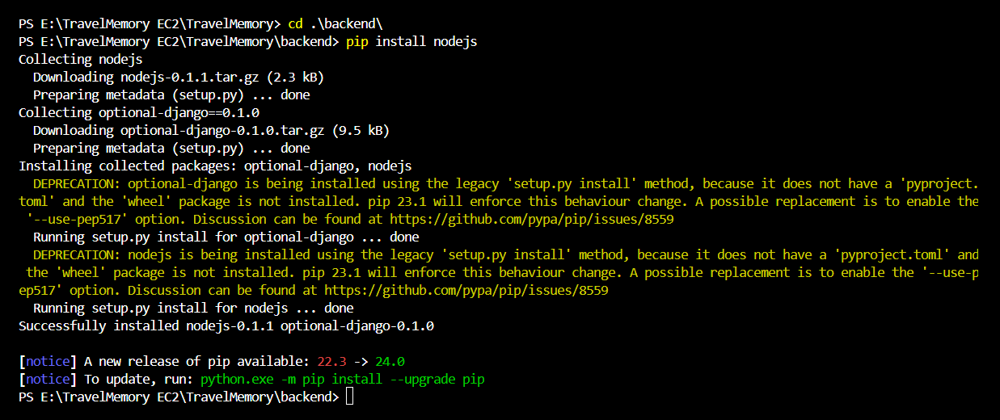 PS E:\TravelMemory EC2\TravelMemory> cd .\backend\
PS E:\TravelMemory EC2\TravelMemory\backend> pip install nodejs
Collecting nodejs
  Downloading nodejs-0.1.1.tar.gz (2.3 kB)
  Preparing metadata (setup.py) ... done
Collecting optional-django==0.1.0
  Downloading optional-django-0.1.0.tar.gz (9.5 kB)
  Preparing metadata (setup.py) ... done
Installing collected packages: optional-django, nodejs
  DEPRECATION: optional-django is being installed using the legacy 'setup.py install' method, because it does not have a 'pyproject.
toml' and the 'wheel' package is not installed. pip 23.1 will enforce this behaviour change. A possible replacement is to enable the
 '--use-pep517' option. Discussion can be found at https://github.com/pypa/pip/issues/8559
  Running setup.py install for optional-django ... done
  DEPRECATION: nodejs is being installed using the legacy 'setup.py install' method, because it does not have a 'pyproject.toml' and
 the 'wheel' package is not installed. pip 23.1 will enforce this behaviour change. A possible replacement is to enable the '--use-p
ep517' option. Discussion can be found at https://github.com/pypa/pip/issues/8559
  Running setup.py install for nodejs ... done
Successfully installed nodejs-0.1.1 optional-django-0.1.0
[notice] A new release of pip available: 22.3 -> 24.0
[notice] To update, run: python.exe -m pip install --upgrade pip
PS E:\TravelMemory EC2\TravelMemory\backend>